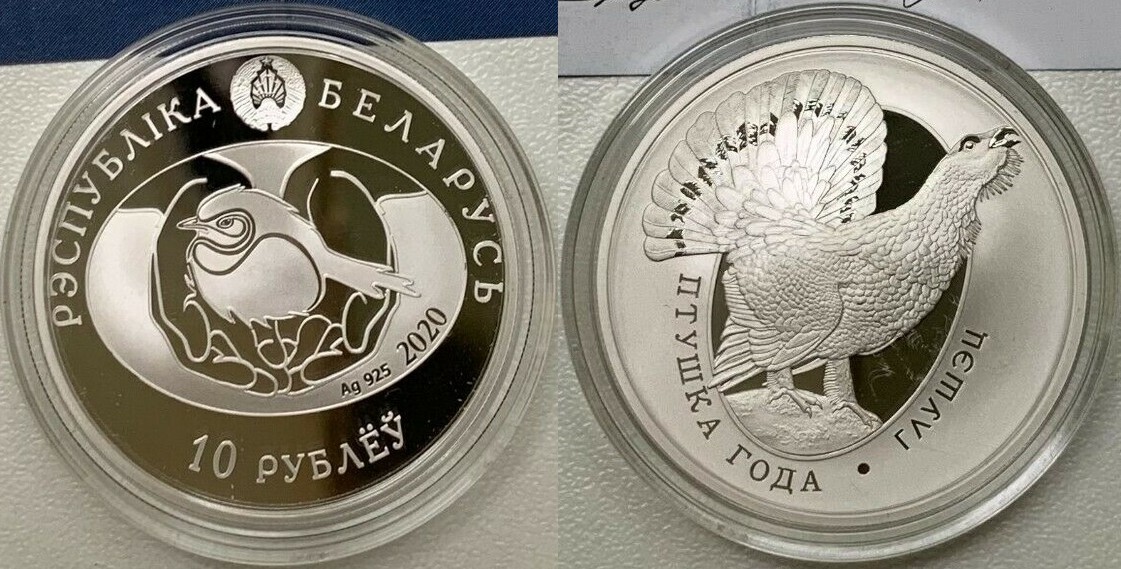 РЭСПУБЛІКА БЕЛАРУСЬ
Ag 925 2020
10 РУБЛЁЎ
ПТУШКА ГОДА • ГЛУШЭЦ